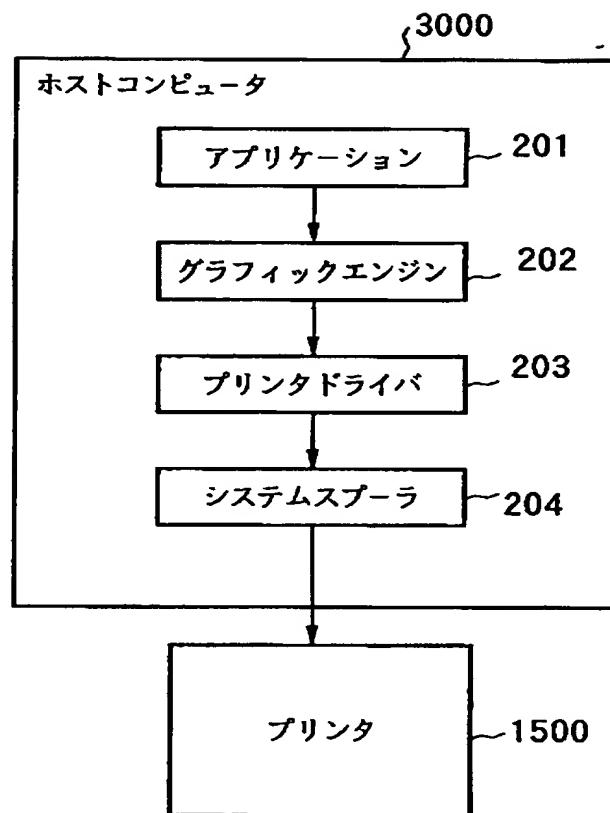 3000
ホストコンピュータ
アプリケーション 201
グラフィックエンジン 202
プリンタドライバ 203
システムスプーラ 204
プリンタ 1500